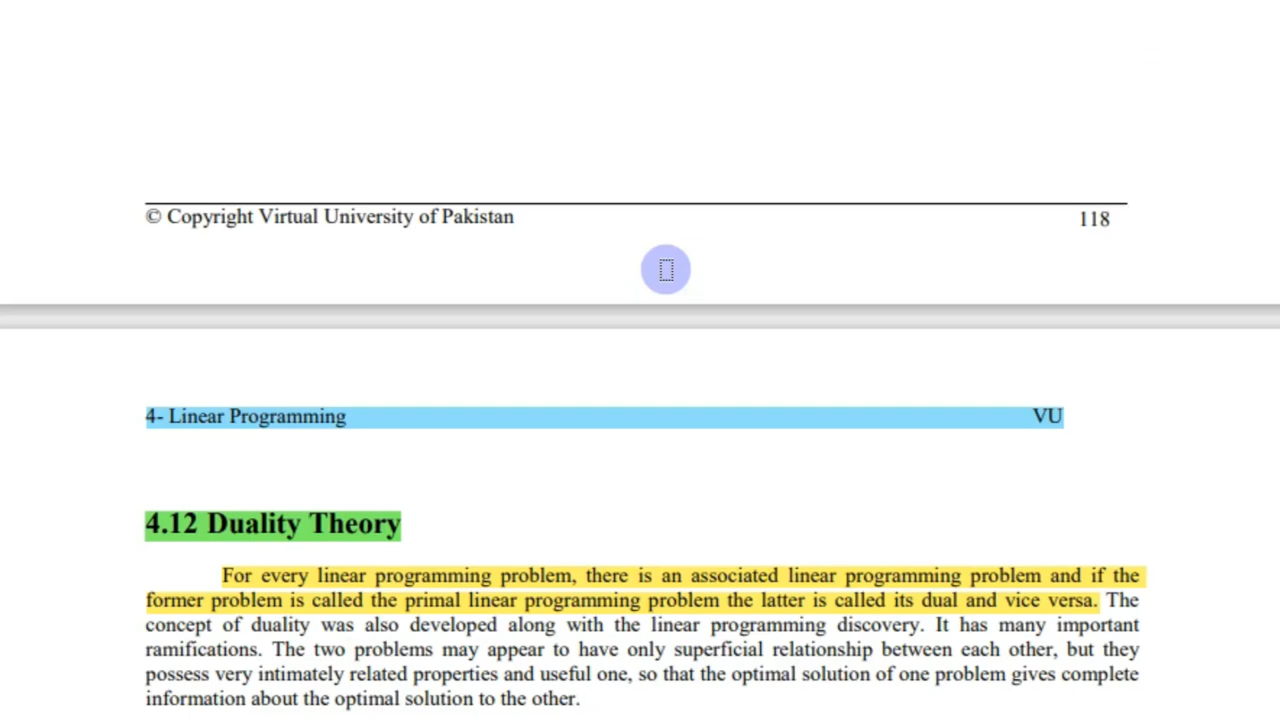 © Copyright Virtual University of Pakistan 118
4- Linear Programming VU
4.12 Duality Theory
For every linear programming problem, there is an associated linear programming problem and if the
former problem is called the primal linear programming problem the latter is called its dual and vice versa. The
concept of duality was also developed along with the linear programming discovery. It has many important
ramifications. The two problems may appear to have only superficial relationship between each other, but they
possess very intimately related properties and useful one, so that the optimal solution of one problem gives complete
information about the optimal solution to the other.